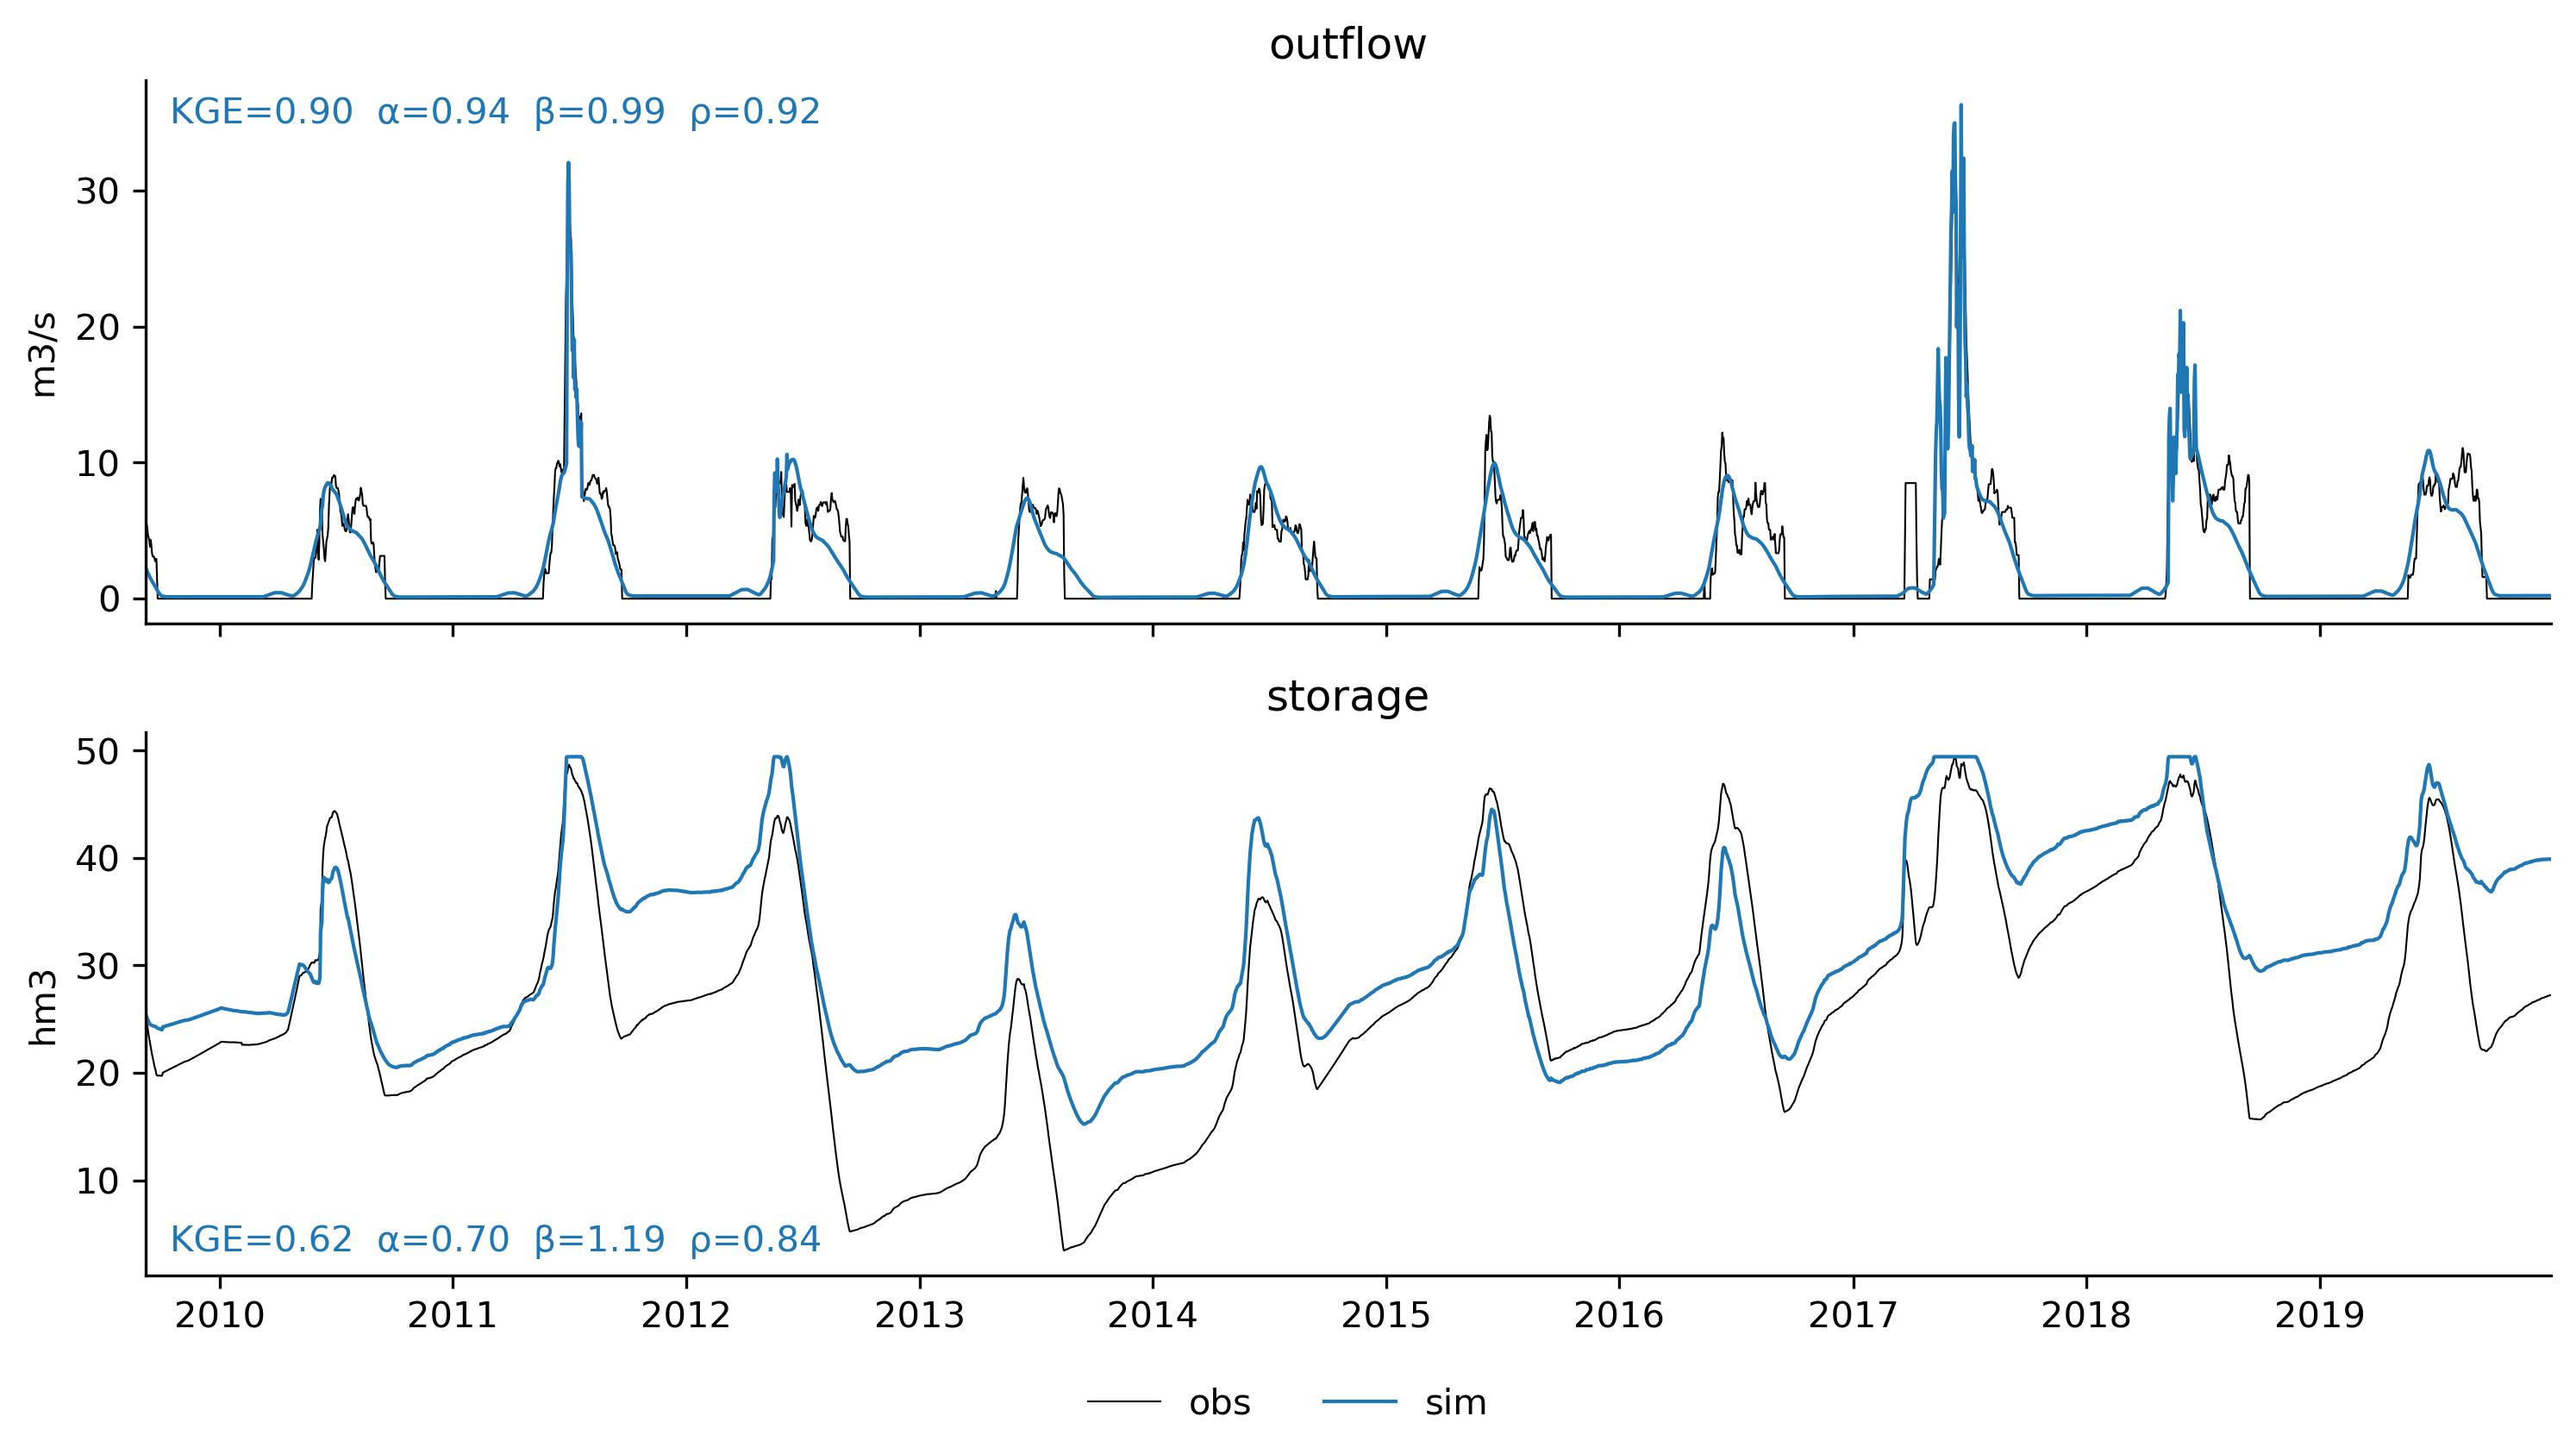 outflow
KGE=0.90 α=0.94 β=0.99 ρ=0.92
m3/s
30
20
10
0
storage
50
40
30
20
10
hm3
KGE=0.62 α=0.70 β=1.19 ρ=0.84
2010 2011 2012 2013 2014 2015 2016 2017 2018 2019
obs sim